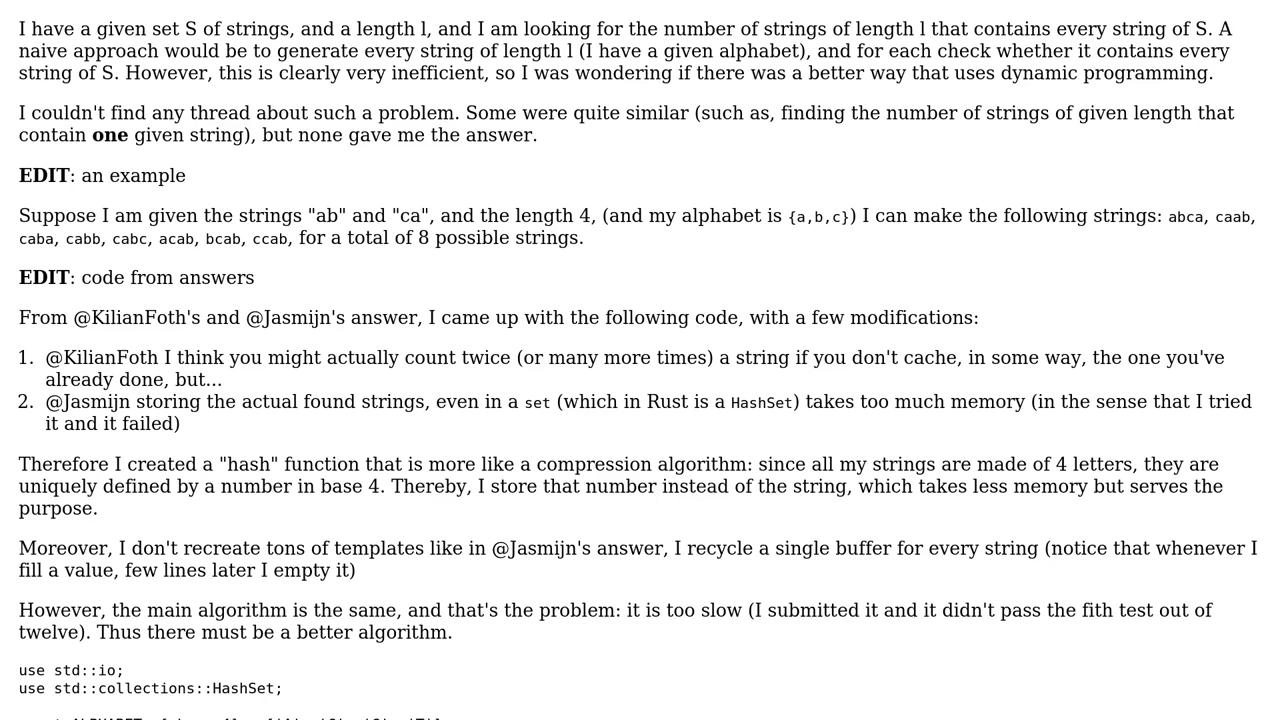 I have a given set S of strings, and a length l, and I am looking for the number of strings of length l that contains every string of S. A
naive approach would be to generate every string of length l (I have a given alphabet), and for each check whether it contains every
string of S. However, this is clearly very inefficient, so I was wondering if there was a better way that uses dynamic programming.
I couldn't find any thread about such a problem. Some were quite similar (such as, finding the number of strings of given length that
contain one given string), but none gave me the answer.
EDIT: an example
Suppose I am given the strings "ab" and "ca", and the length 4, (and my alphabet is {a,b,c}) I can make the following strings: abca, caab,
caba, cabb, cabc, acab, bcab, ccab, for a total of 8 possible strings.
EDIT: code from answers
From @KilianFoth's and @Jasmijn's answer, I came up with the following code, with a few modifications:
1. @KilianFoth I think you might actually count twice (or many more times) a string if you don't cache, in some way, the one you've
already done, but...
2. @Jasmijn storing the actual found strings, even in a set (which in Rust is a HashSet) takes too much memory (in the sense that I tried
it and it failed)
Therefore I created a "hash" function that is more like a compression algorithm: since all my strings are made of 4 letters, they are
uniquely defined by a number in base 4. Thereby, I store that number instead of the string, which takes less memory but serves the
purpose.
Moreover, I don't recreate tons of templates like in @Jasmijn's answer, I recycle a single buffer for every string (notice that whenever I
fill a value, few lines later I empty it)
However, the main algorithm is the same, and that's the problem: it is too slow (I submitted it and it didn't pass the fith test out of
twelve). Thus there must be a better algorithm.
use std::io;
use std::collections::HashSet;